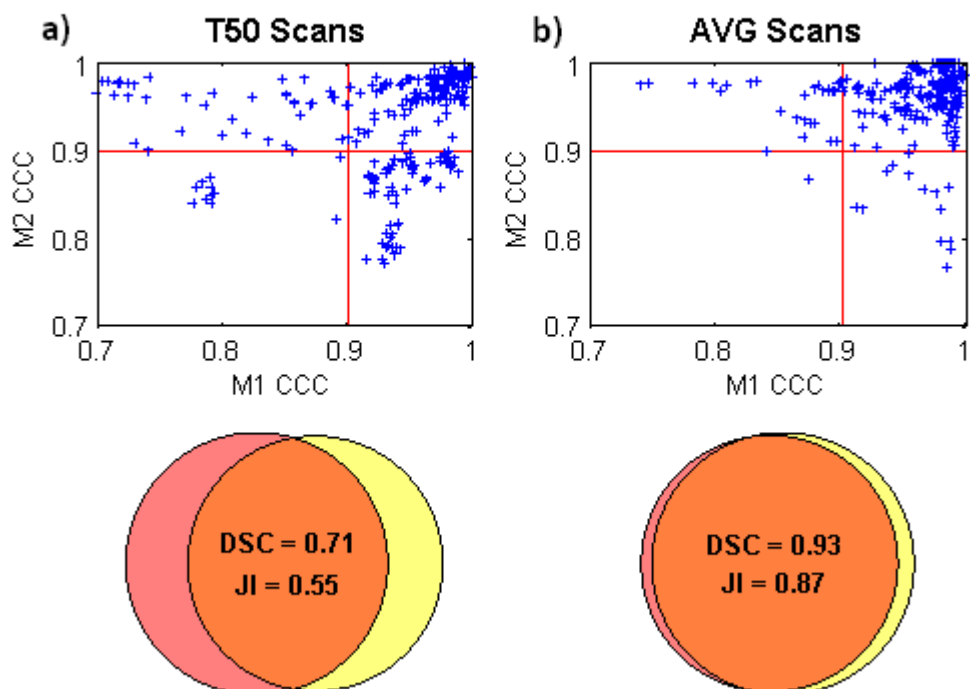 a) T50 Scans
1
0.9
M2 CCC
0.8
0.7
0.7 0.8 0.9 1
M1 CCC
DSC = 0.71
JI = 0.55
b) AVG Scans
1
0.9
M2 CCC
0.8
0.7
0.7 0.8 0.9 1
M1 CCC
DSC = 0.93
JI = 0.87